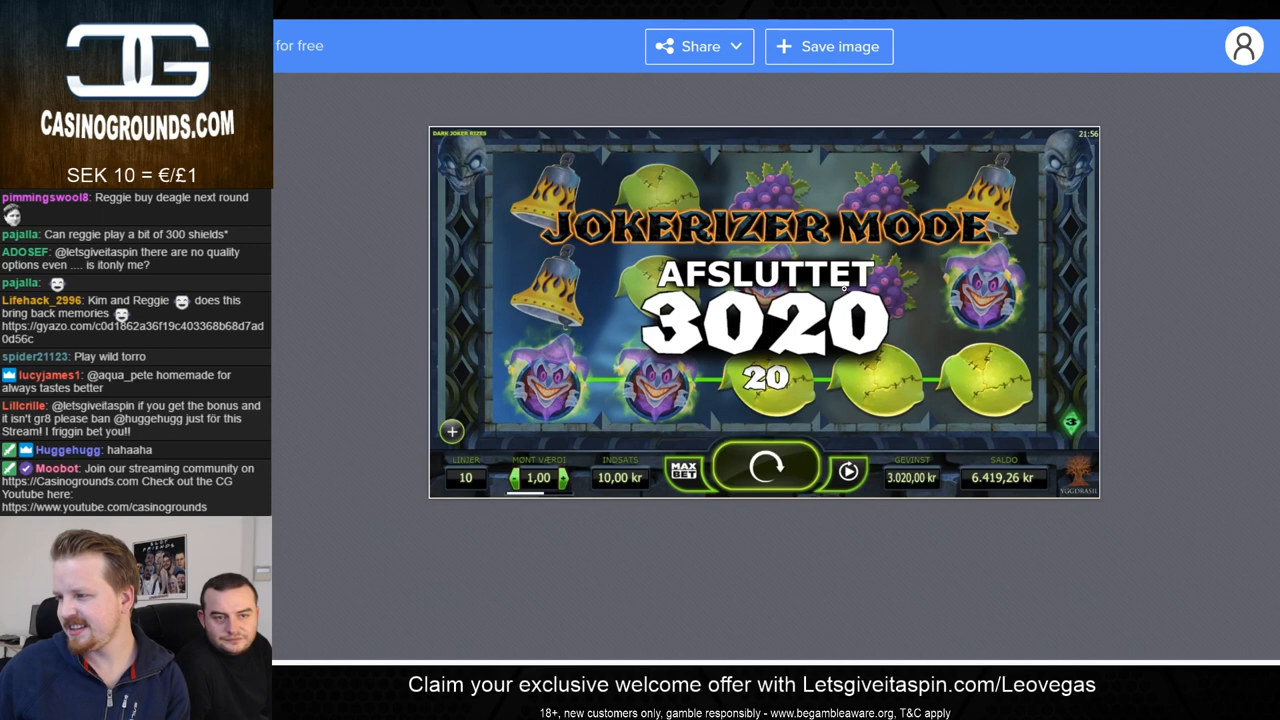 CASINOGROUNDS.COM
SEK 10 = €/£1
pimmingswool8: Reggie buy deagle next round
pajalla: Can reggie play a bit of 300 shields*
ADOSEF: @letsgiveitaspin there are no quality
options even .... is itonly me?
pajalla:
Lifehack_2996: Kim and Reggie does this
bring back memories
https://gyazo.com/c0d1862a36f19c403368b68d7ad
0d56c
spider21123: Play wild torro
lucyjames1: @aqua_pete homemade for
always tastes better
Lillcrille: @letsgiveitaspin if you get the bonus and
it isn't gr8 please ban @huggehugg just for this
Stream! I friggin bet you!!
Huggehugg: hahaaha
Moobot: Join our streaming community on
https://Casinogrounds.com Check out the CG
Youtube here:
https://www.youtube.com/casinogrounds
SLOT
FRIENDS
for free
Share
Save image
DARK JOKER RIZES
21:56
JOKERIZER MODE
AFSLUTTET
3020
20
3
LINJER
10
MØNT VÆRDI
1,00
INDSATS
10,00 kr
MAX
BET
GEVINST
3.020,00 kr
SALDO
6.419,26 kr
YGGDRASIL
Claim your exclusive welcome offer with Letsgiveitaspin.com/Leovegas
18+, new customers only, gamble responsibly - www.begambleaware.org, T&C apply